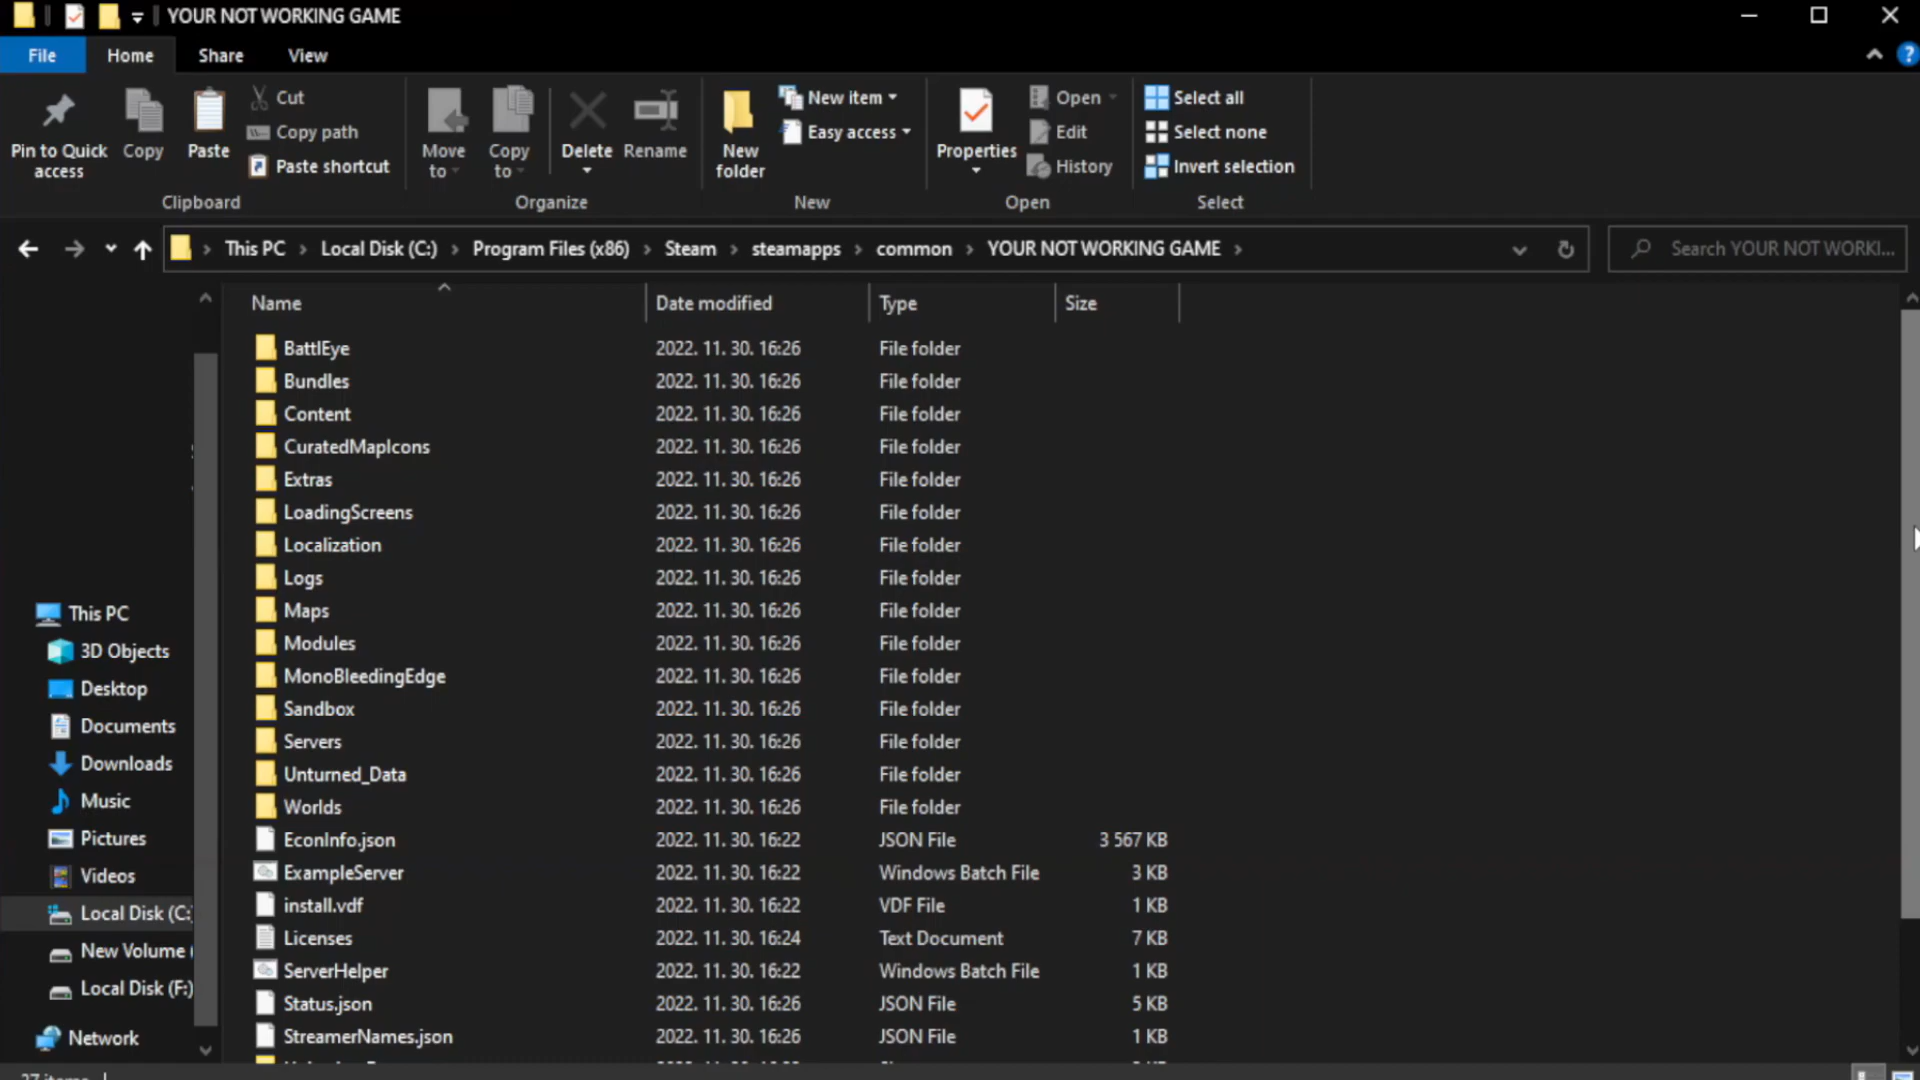 YOUR NOT WORKING GAME
File Home Share View
Pin to Quick access
Copy
Paste
Cut
Copy path
Paste shortcut
Clipboard
Move to
Copy to
Delete
Rename
Organize
New folder
New item
Easy access
New
Properties
Open
Edit
History
Open
Select all
Select none
Invert selection
Select
This PC > Local Disk (C:) > Program Files (x86) > Steam > steamapps > common > YOUR NOT WORKING GAME >
Search YOUR NOT WORKI...
Name Date modified Type Size
BattlEye 2022. 11. 30. 16:26 File folder
Bundles 2022. 11. 30. 16:26 File folder
Content 2022. 11. 30. 16:26 File folder
CuratedMapIcons 2022. 11. 30. 16:26 File folder
Extras 2022. 11. 30. 16:26 File folder
LoadingScreens 2022. 11. 30. 16:26 File folder
Localization 2022. 11. 30. 16:26 File folder
Logs 2022. 11. 30. 16:26 File folder
Maps 2022. 11. 30. 16:26 File folder
Modules 2022. 11. 30. 16:26 File folder
MonoBleedingEdge 2022. 11. 30. 16:26 File folder
Sandbox 2022. 11. 30. 16:26 File folder
Servers 2022. 11. 30. 16:26 File folder
Unturned_Data 2022. 11. 30. 16:26 File folder
Worlds 2022. 11. 30. 16:26 File folder
EconInfo.json 2022. 11. 30. 16:22 JSON File 3 567 KB
ExampleServer 2022. 11. 30. 16:22 Windows Batch File 3 KB
install.vdf 2022. 11. 30. 16:22 VDF File 1 KB
Licenses 2022. 11. 30. 16:24 Text Document 7 KB
ServerHelper 2022. 11. 30. 16:22 Windows Batch File 1 KB
Status.json 2022. 11. 30. 16:26 JSON File 5 KB
StreamerNames.json 2022. 11. 30. 16:26 JSON File 1 KB
This PC
3D Objects
Desktop
Documents
Downloads
Music
Pictures
Videos
Local Disk (C:
New Volume (
Local Disk (F:)
Network